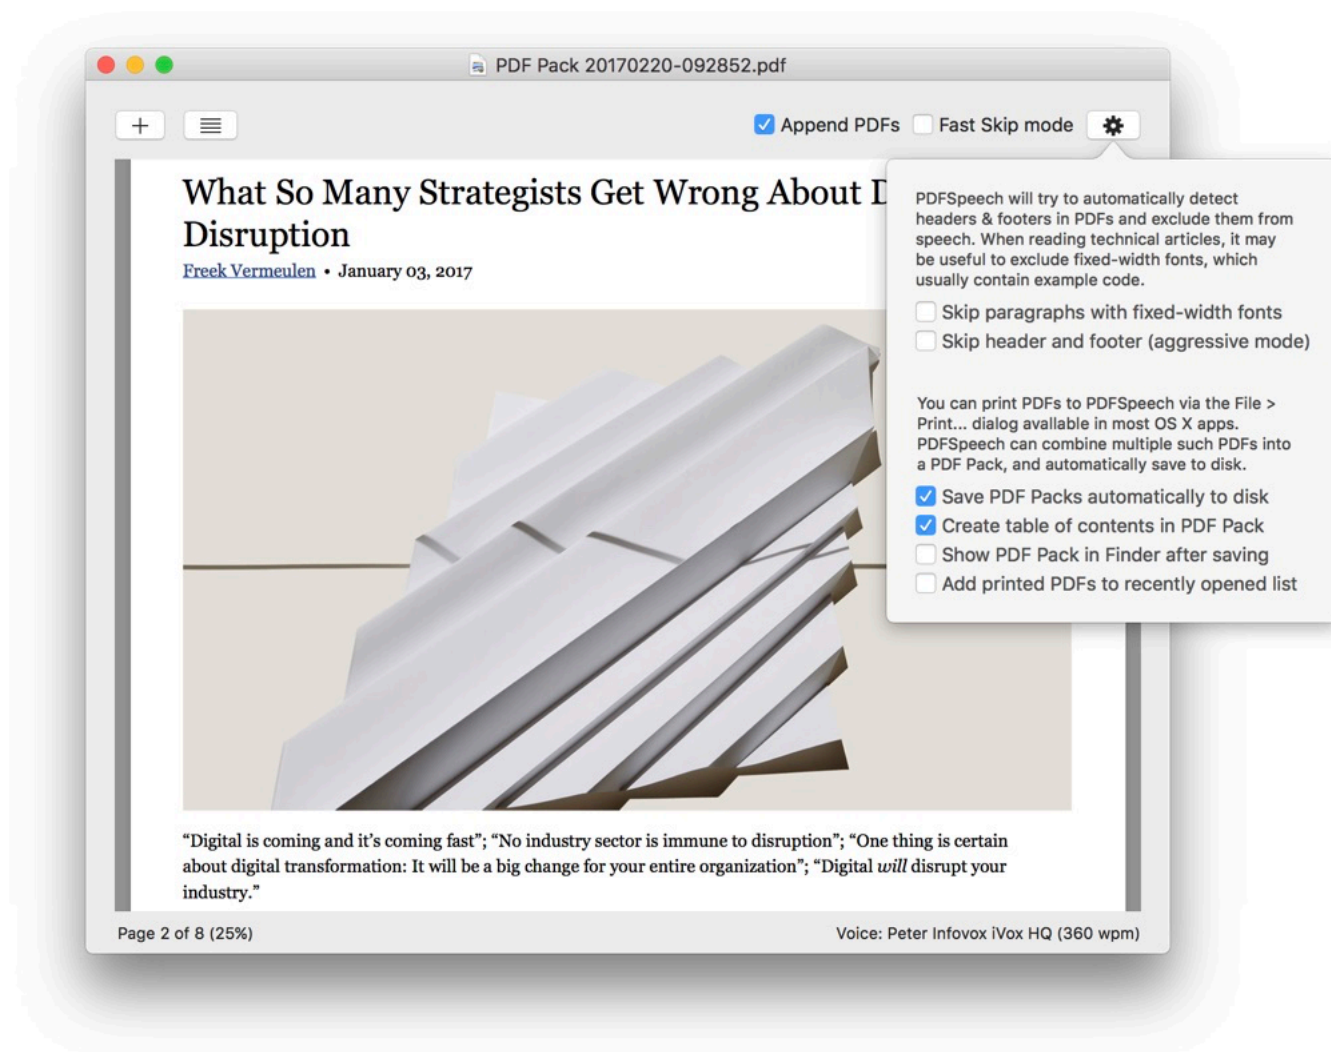 PDF Pack 20170220-092852.pdf
Append PDFs Fast Skip mode
What So Many Strategists Get Wrong About D
Disruption
Freek Vermeulen • January 03, 2017
PDFSpeech will try to automatically detect
headers & footers in PDFs and exclude them from
speech. When reading technical articles, it may
be useful to exclude fixed-width fonts, which
usually contain example code.
Skip paragraphs with fixed-width fonts
Skip header and footer (aggressive mode)
You can print PDFs to PDFSpeech via the File >
Print... dialog available in most OS X apps.
PDFSpeech can combine multiple such PDFs into
a PDF Pack, and automatically save to disk.
Save PDF Packs automatically to disk
Create table of contents in PDF Pack
Show PDF Pack in Finder after saving
Add printed PDFs to recently opened list
“Digital is coming and it’s coming fast”; “No industry sector is immune to disruption”; “One thing is certain
about digital transformation: It will be a big change for your entire organization”; “Digital will disrupt your
industry.”
Page 2 of 8 (25%)
Voice: Peter Infovox iVox HQ (360 wpm)